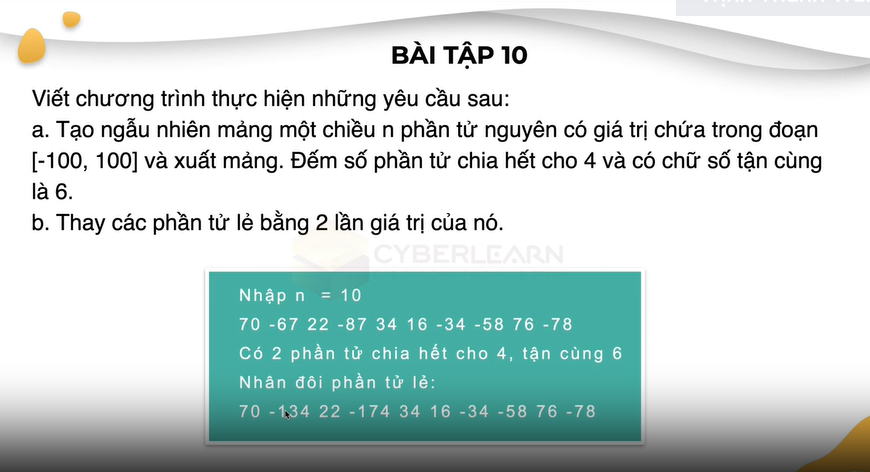 BÀI TẬP 10
Viết chương trình thực hiện những yêu cầu sau:
a. Tạo ngẫu nhiên mảng một chiều n phần tử nguyên có giá trị chứa trong đoạn
[-100, 100] và xuất mảng. Đếm số phần tử chia hết cho 4 và có chữ số tận cùng
là 6.
b. Thay các phần tử lẻ bằng 2 lần giá trị của nó.
CYBERLEARN
Nhập n = 10
70 -67 22 -87 34 16 -34 -58 76 -78
Có 2 phần tử chia hết cho 4, tận cùng 6
Nhân đôi phần tử lẻ:
70 -134 22 -174 34 16 -34 -58 76 -78